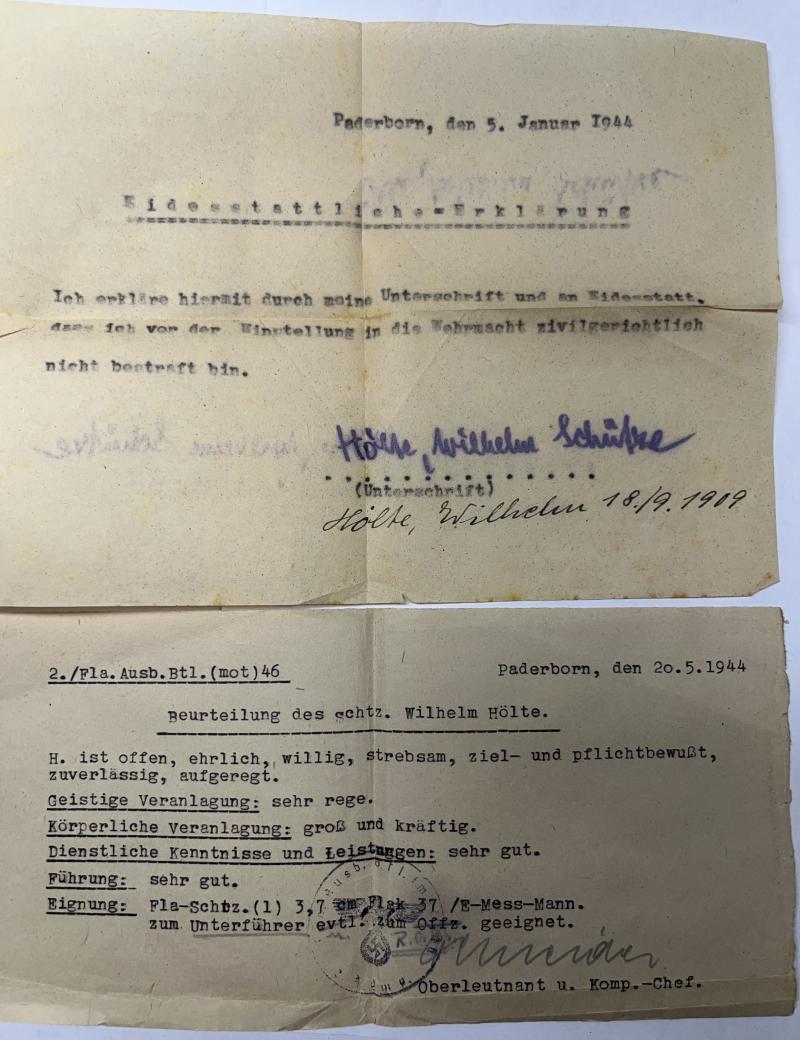 Paderborn, den 5. Januar 1944
Eidesstattliche=Erklärung
Ich erkläre hiermit durch meine Unterschrift und an Eidesstatt,
dass ich vor der Einstellung in die Wehrmacht zivilgerichtlich
nicht bestraft bin.
Hölte, Wilhelm Schütze
. . . . . . . . . . . . . .
(Unterschrift)
Hölte, Wilhelm 18/9.1909
2./Fla.Ausb.Btl.(mot)46
Paderborn, den 20.5.1944
Beurteilung des Schtz. Wilhelm Hölte.
H. ist offen, ehrlich, willig, strebsam, ziel- und pflichtbewußt,
zuverlässig, aufgeregt.
Geistige Veranlagung: sehr rege.
Körperliche Veranlagung: groß und kräftig.
Dienstliche Kenntnisse und Leistungen: sehr gut.
Führung: sehr gut.
Eignung: Fla-Schtz.(1) 3,7 cm Flak 37 /E-Mess-Mann.
zum Unterführer evtl. zum Offz. geeignet.
Oberleutnant u. Komp.-Chef.